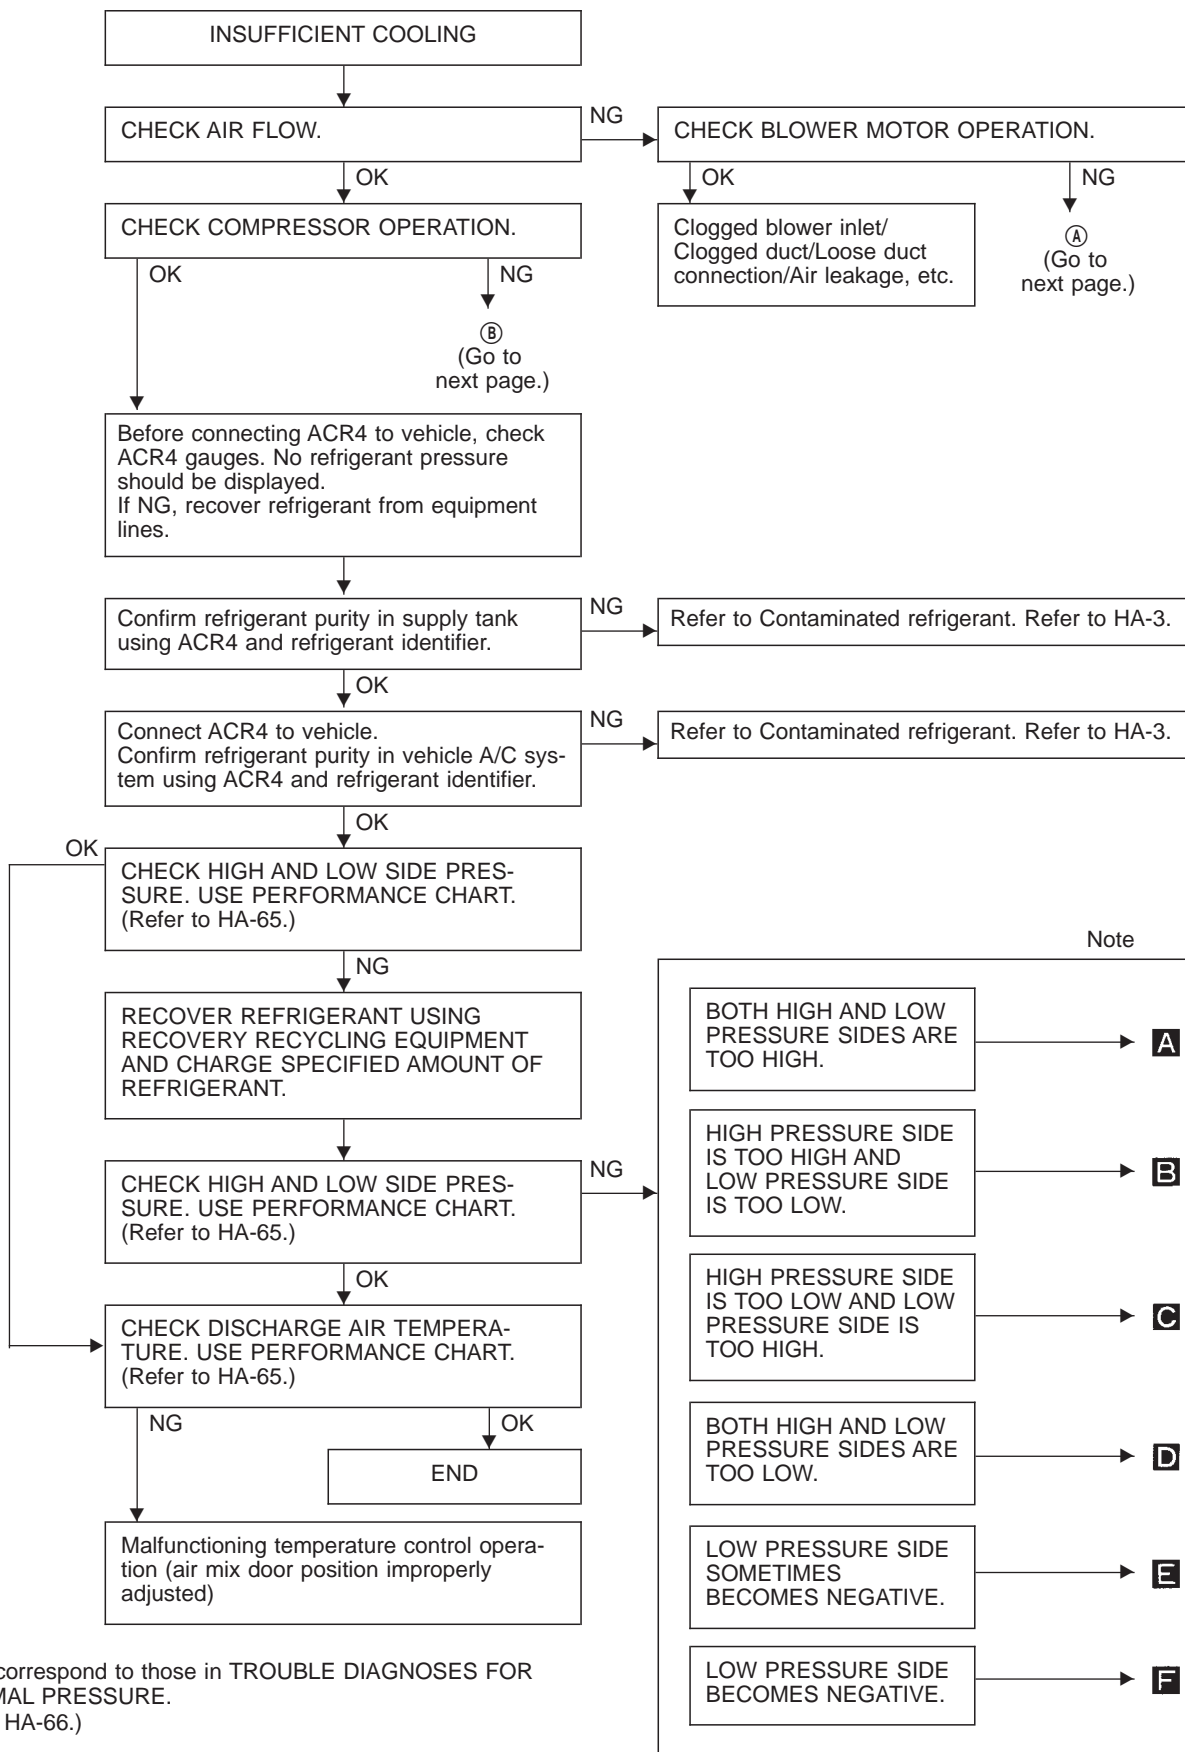 INSUFFICIENT COOLING
CHECK AIR FLOW.
NG
CHECK BLOWER MOTOR OPERATION.
OK
OK
NG
CHECK COMPRESSOR OPERATION.
Clogged blower inlet/
Clogged duct/Loose duct
connection/Air leakage, etc.
Ⓐ
(Go to
next page.)
OK
NG
Ⓑ
(Go to
next page.)
Before connecting ACR4 to vehicle, check
ACR4 gauges. No refrigerant pressure
should be displayed.
If NG, recover refrigerant from equipment
lines.
Confirm refrigerant purity in supply tank
using ACR4 and refrigerant identifier.
NG
Refer to Contaminated refrigerant. Refer to HA-3.
OK
Connect ACR4 to vehicle.
Confirm refrigerant purity in vehicle A/C sys-
tem using ACR4 and refrigerant identifier.
NG
Refer to Contaminated refrigerant. Refer to HA-3.
OK
OK
CHECK HIGH AND LOW SIDE PRES-
SURE. USE PERFORMANCE CHART.
(Refer to HA-65.)
NG
RECOVER REFRIGERANT USING
RECOVERY RECYCLING EQUIPMENT
AND CHARGE SPECIFIED AMOUNT OF
REFRIGERANT.
CHECK HIGH AND LOW SIDE PRES-
SURE. USE PERFORMANCE CHART.
(Refer to HA-65.)
NG
OK
CHECK DISCHARGE AIR TEMPERA-
TURE. USE PERFORMANCE CHART.
(Refer to HA-65.)
NG
OK
END
Malfunctioning temperature control opera-
tion (air mix door position improperly
adjusted)
Note
BOTH HIGH AND LOW
PRESSURE SIDES ARE
TOO HIGH.
A
HIGH PRESSURE SIDE
IS TOO HIGH AND
LOW PRESSURE SIDE
IS TOO LOW.
B
HIGH PRESSURE SIDE
IS TOO LOW AND LOW
PRESSURE SIDE IS
TOO HIGH.
C
BOTH HIGH AND LOW
PRESSURE SIDES ARE
TOO LOW.
D
LOW PRESSURE SIDE
SOMETIMES
BECOMES NEGATIVE.
E
LOW PRESSURE SIDE
BECOMES NEGATIVE.
F
correspond to those in TROUBLE DIAGNOSES FOR
MAL PRESSURE.
HA-66.)